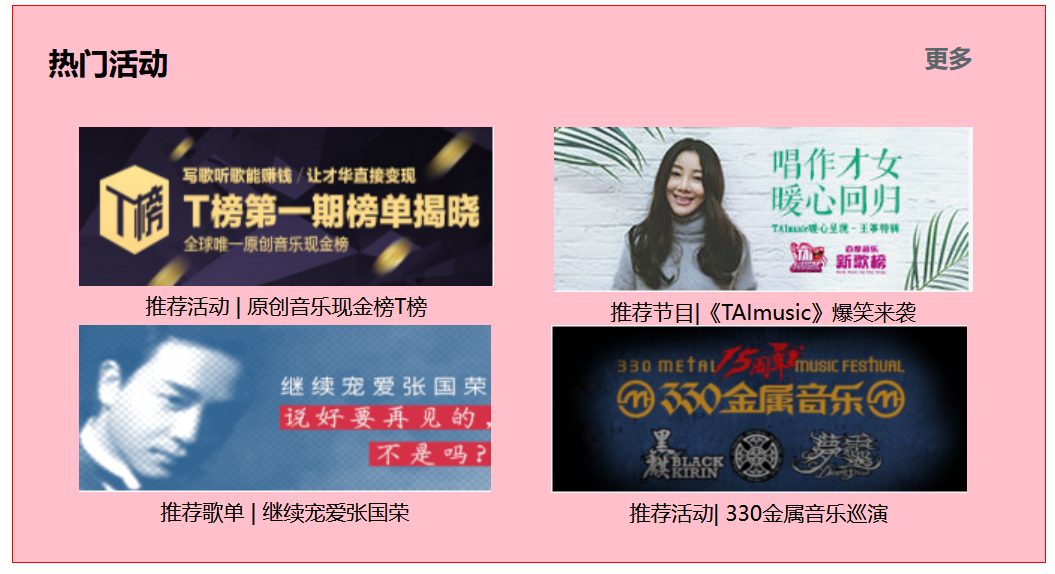 热门活动
更多
写歌听歌能赚钱 / 让才华直接变现
T榜
T榜第一期榜单揭晓
全球唯一原创音乐现金榜
推荐活动 | 原创音乐现金榜T榜
唱作才女
暖心回归
TAImusic暖心呈现 - 王筝特辑
TAI
百度音乐
新歌榜
推荐节目|《TAImusic》爆笑来袭
继续宠爱张国荣
说好要再见的，
不是吗?
推荐歌单 | 继续宠爱张国荣
330 METAL 15周年 MUSIC FESTIVAL
330金属音乐
黑麒 BLACK KIRIN
推荐活动| 330金属音乐巡演